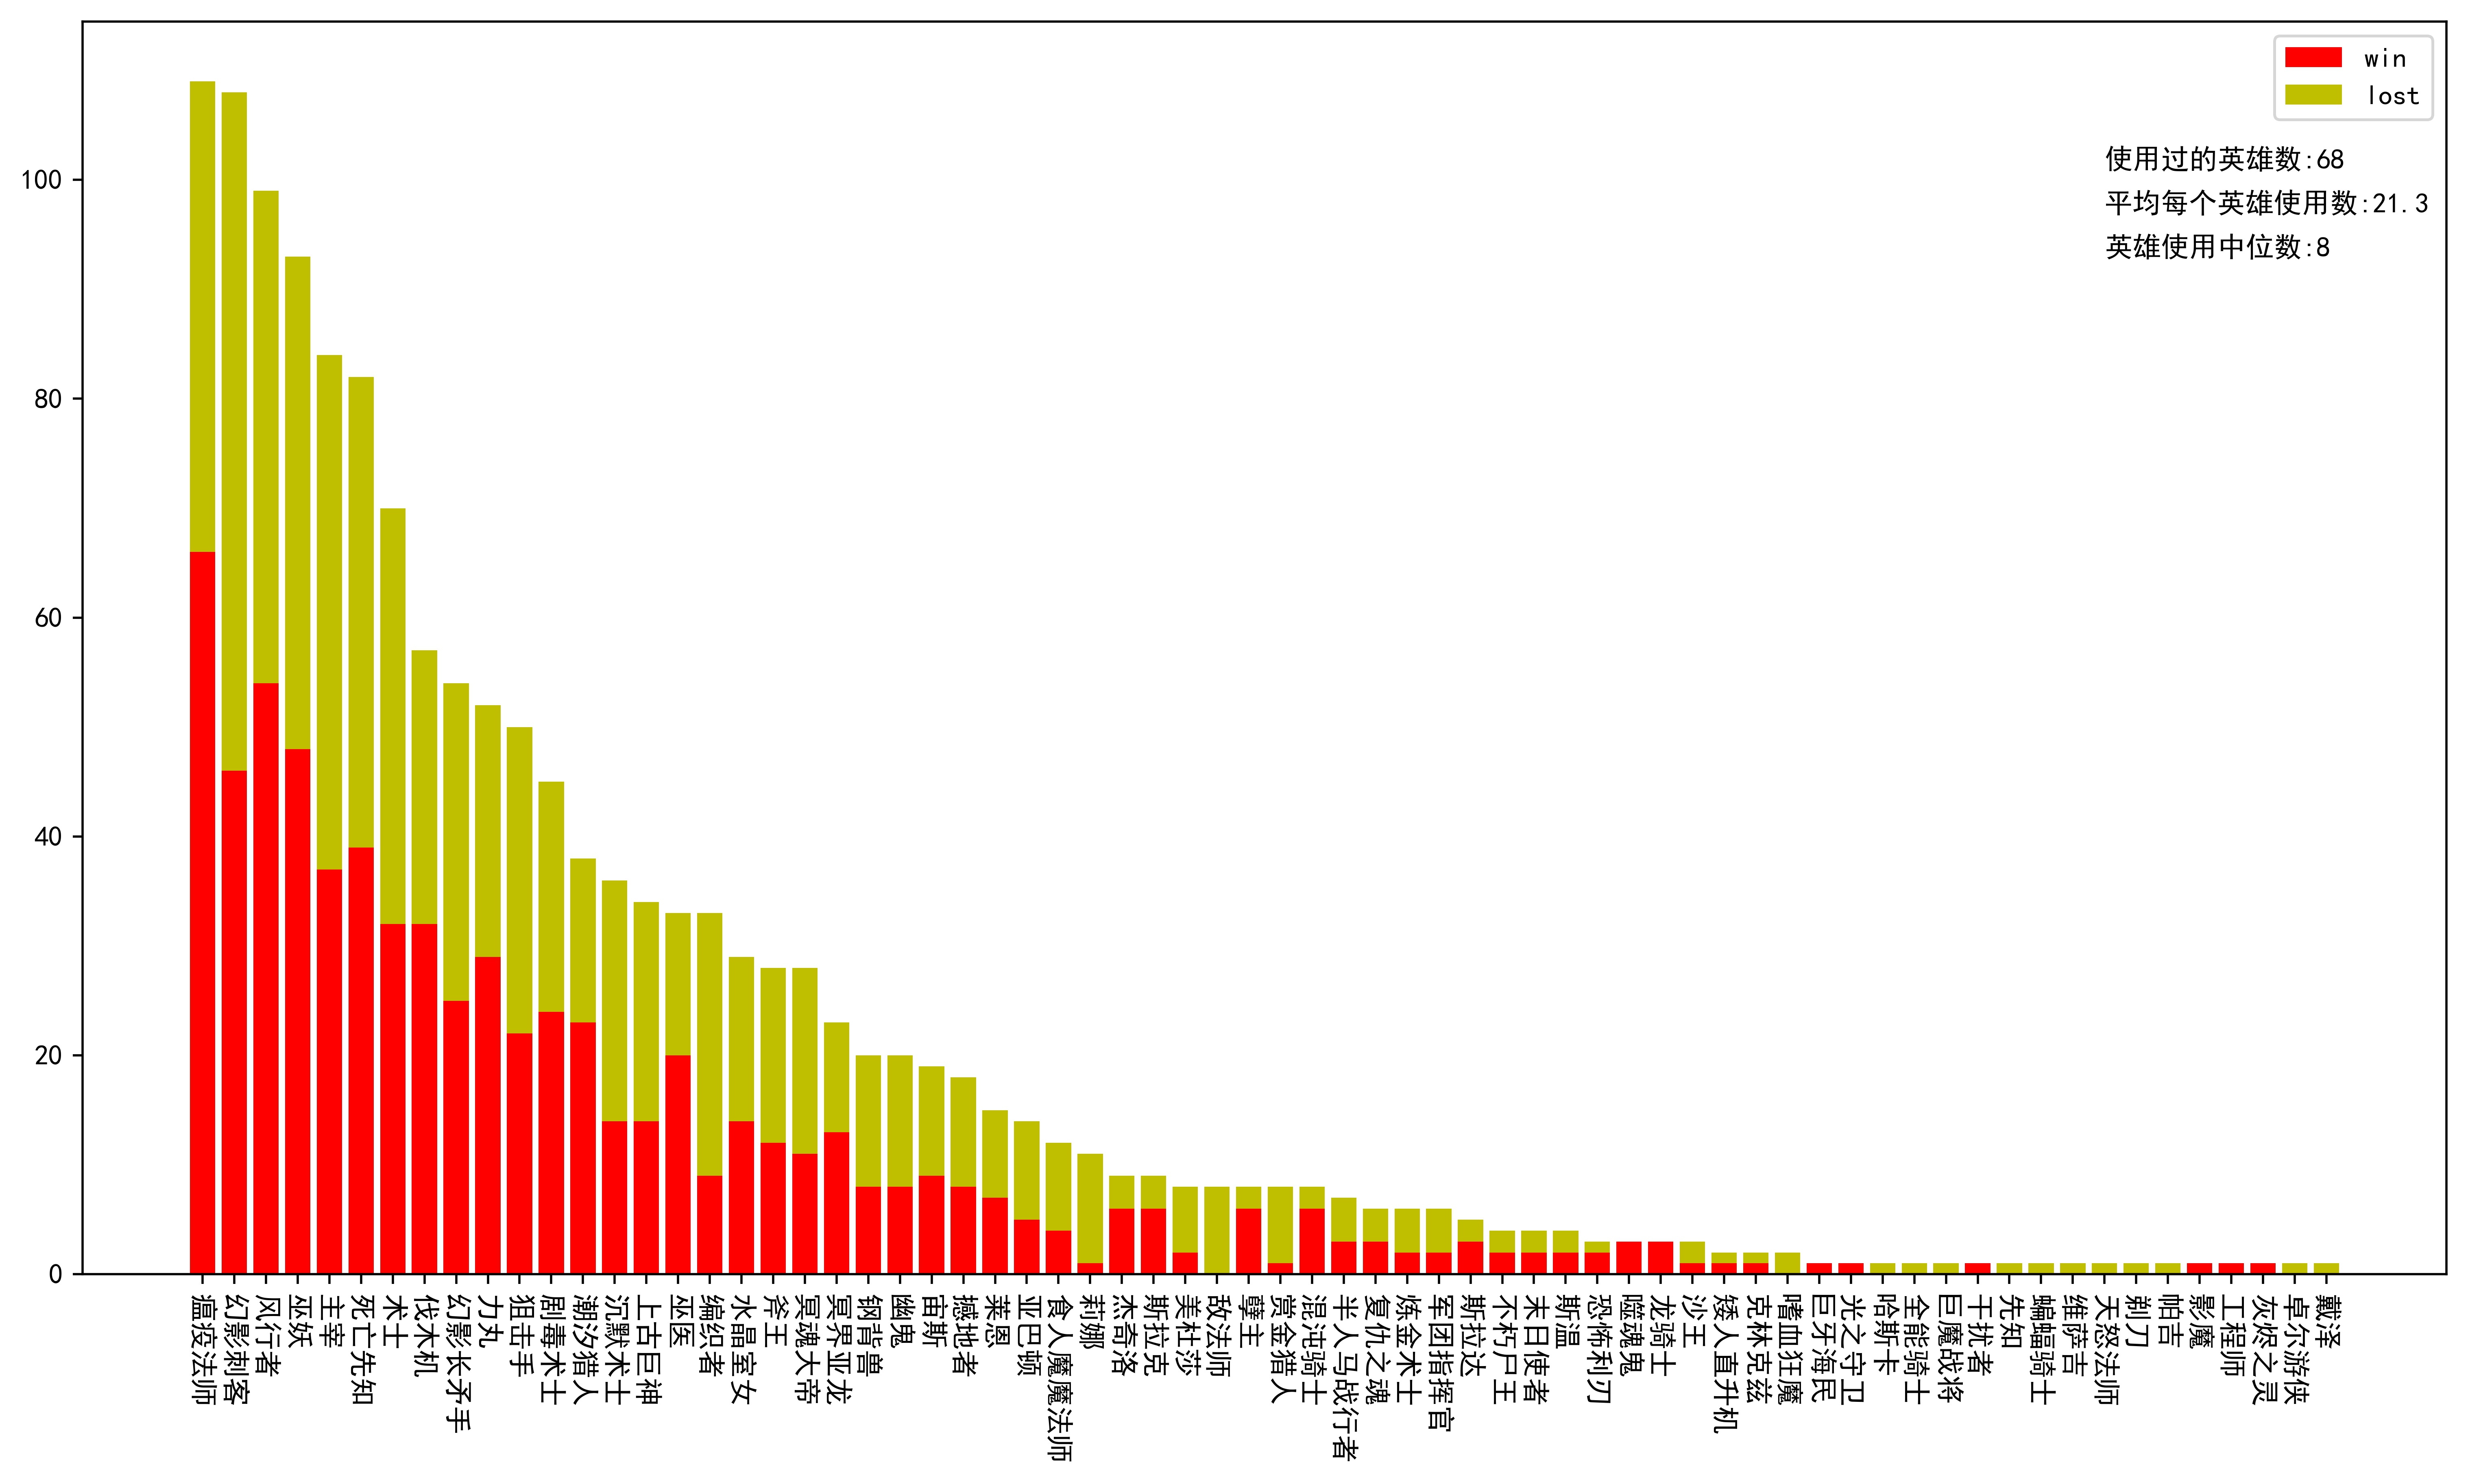 win
lost
使用过的英雄数:68
平均每个英雄使用数:21.3
英雄使用中位数:8
100
80
60
40
20
0
瘟疫法师
幻影刺客
风行者
巫妖
主宰
死亡先知
术士
伐木机
幻影长矛手
力丸
狙击手
剧毒术士
潮汐猎人
沉默术士
上古巨神
巫医
编织者
水晶室女
斧王
冥魂大帝
冥界亚龙
钢背兽
幽鬼
宙斯
撼地者
莱恩
亚巴顿
食人魔魔法师
莉娜
杰奇洛
斯拉克
美杜莎
敌法师
孽主
赏金猎人
混沌骑士
半人马战行者
复仇之魂
炼金术士
军团指挥官
斯拉达
不朽尸王
末日使者
斯温
恐怖利刃
噬魂鬼
龙骑士
沙王
矮人直升机
克林克兹
嗜血狂魔
巨牙海民
光之守卫
哈斯卡
全能骑士
巨魔战将
干扰者
先知
蝙蝠骑士
维萨吉
天怒法师
剃刀
帕吉
影魔
工程师
灰烬之灵
卓尔游侠
戴泽